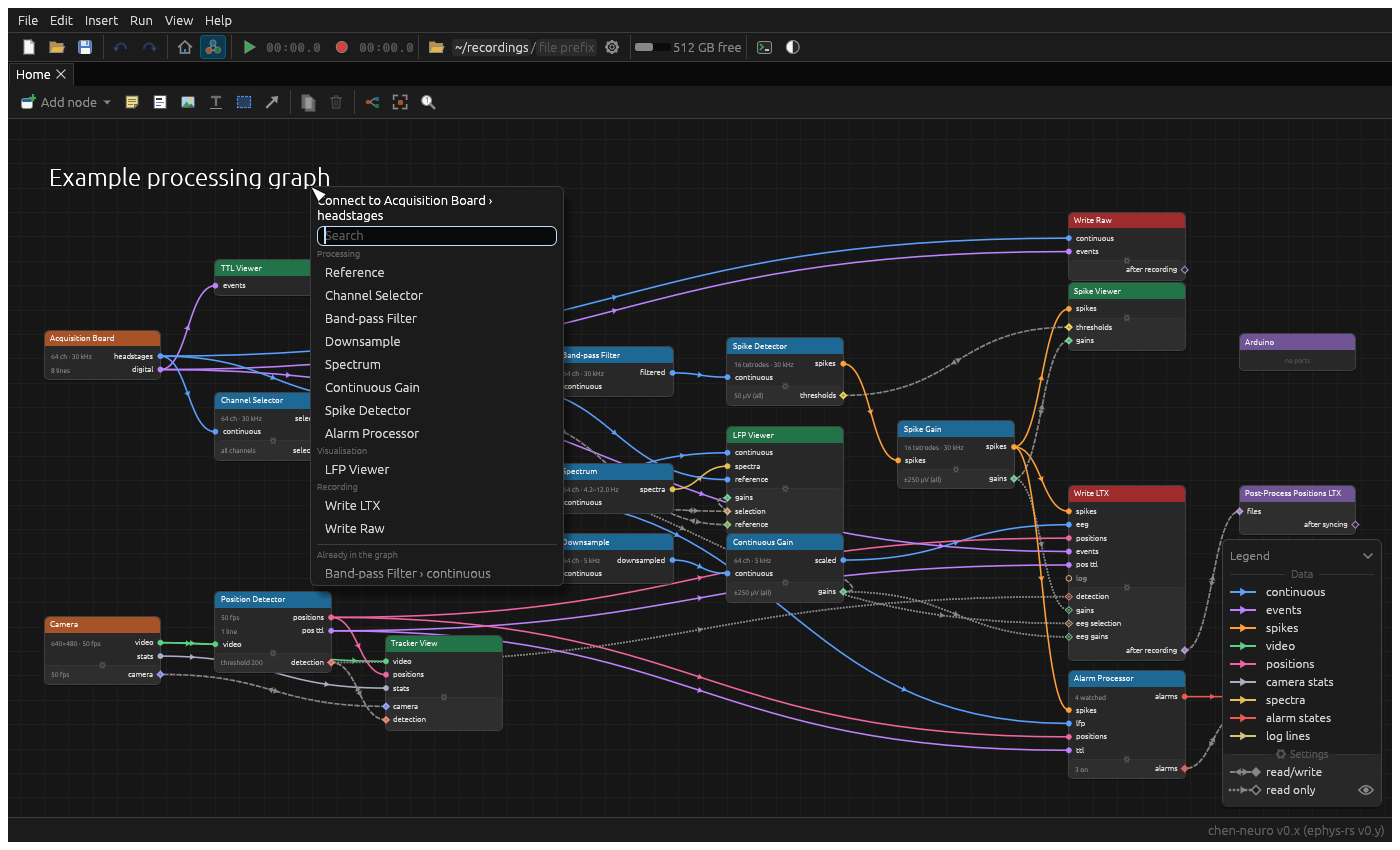 File Edit Insert Run View Help
00:00.0 00:00.0 ~/recordings/file prefix 512 GB free
Home
Add node
Example processing graph
Connect to Acquisition Board ›
headstages
Search
Processing
Reference
Channel Selector
Band-pass Filter
Downsample
Spectrum
Continuous Gain
Spike Detector
Alarm Processor
Visualisation
LFP Viewer
Recording
Write LTX
Write Raw
Already in the graph
Band-pass Filter › continuous
TTL Viewer
events
Acquisition Board
64 ch · 30 kHz headstages
8 lines digital
Channel Selector
64 ch · 30 kHz
continuous
all channels
Camera
640×480 · 50 fps video
stats
50 fps camera
Position Detector
50 fps positions
1 line pos ttl
video
threshold 200 detection
Tracker View
video
positions
stats
camera
detection
Band-pass Filter
64 ch · 30 kHz filtered
continuous
Spectrum
64 ch · 4.2–12.0 Hz spectra
continuous
Downsample
64 ch · 5 kHz downsampled
continuous
Spike Detector
16 tetrodes · 30 kHz spikes
continuous
50 µV (all) thresholds
LFP Viewer
continuous
spectra
reference
gains
selection
reference
Continuous Gain
64 ch · 5 kHz scaled
continuous
±250 µV (all) gains
Spike Gain
16 tetrodes · 30 kHz spikes
spikes
±250 µV (all) gains
Write Raw
continuous
events
after recording
Spike Viewer
spikes
thresholds
gains
Write LTX
spikes
eeg
positions
events
pos ttl
log
detection
gains
eeg selection
eeg gains
after recording
Alarm Processor
4 watched alarms
spikes
lfp
positions
ttl
3 on alarms
Arduino
no ports
Post-Process Positions LTX
files
after syncing
Legend
Data
continuous
events
spikes
video
positions
camera stats
spectra
alarm states
log lines
Settings
read/write
read only
chen-neuro v0.x (ephys-rs v0.y)